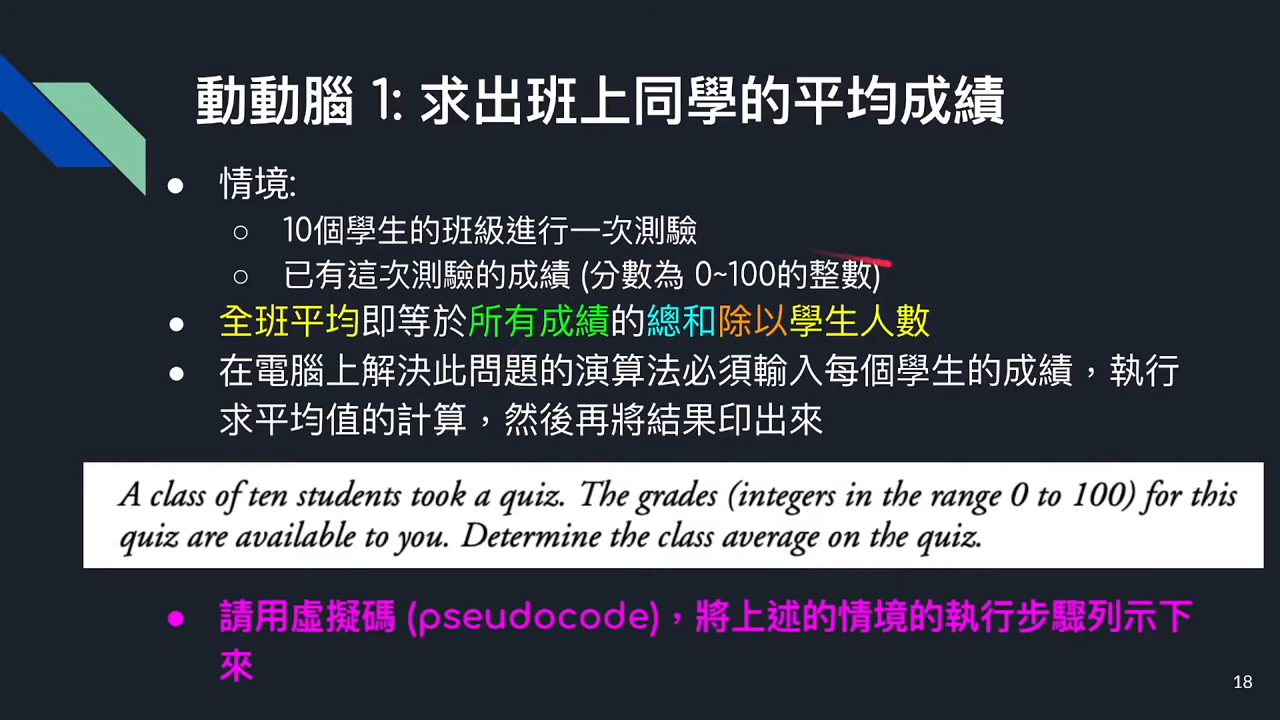 動動腦 1: 求出班上同學的平均成績
● 情境:
○ 10個學生的班級進行一次測驗
○ 已有這次測驗的成績 (分數為 0~100的整數)
● 全班平均即等於所有成績的總和除以學生人數
● 在電腦上解決此問題的演算法必須輸入每個學生的成績，執行
求平均值的計算，然後再將結果印出來
A class of ten students took a quiz. The grades (integers in the range 0 to 100) for this
quiz are available to you. Determine the class average on the quiz.
● 請用虛擬碼 (pseudocode)，將上述的情境的執行步驟列示下
來
18